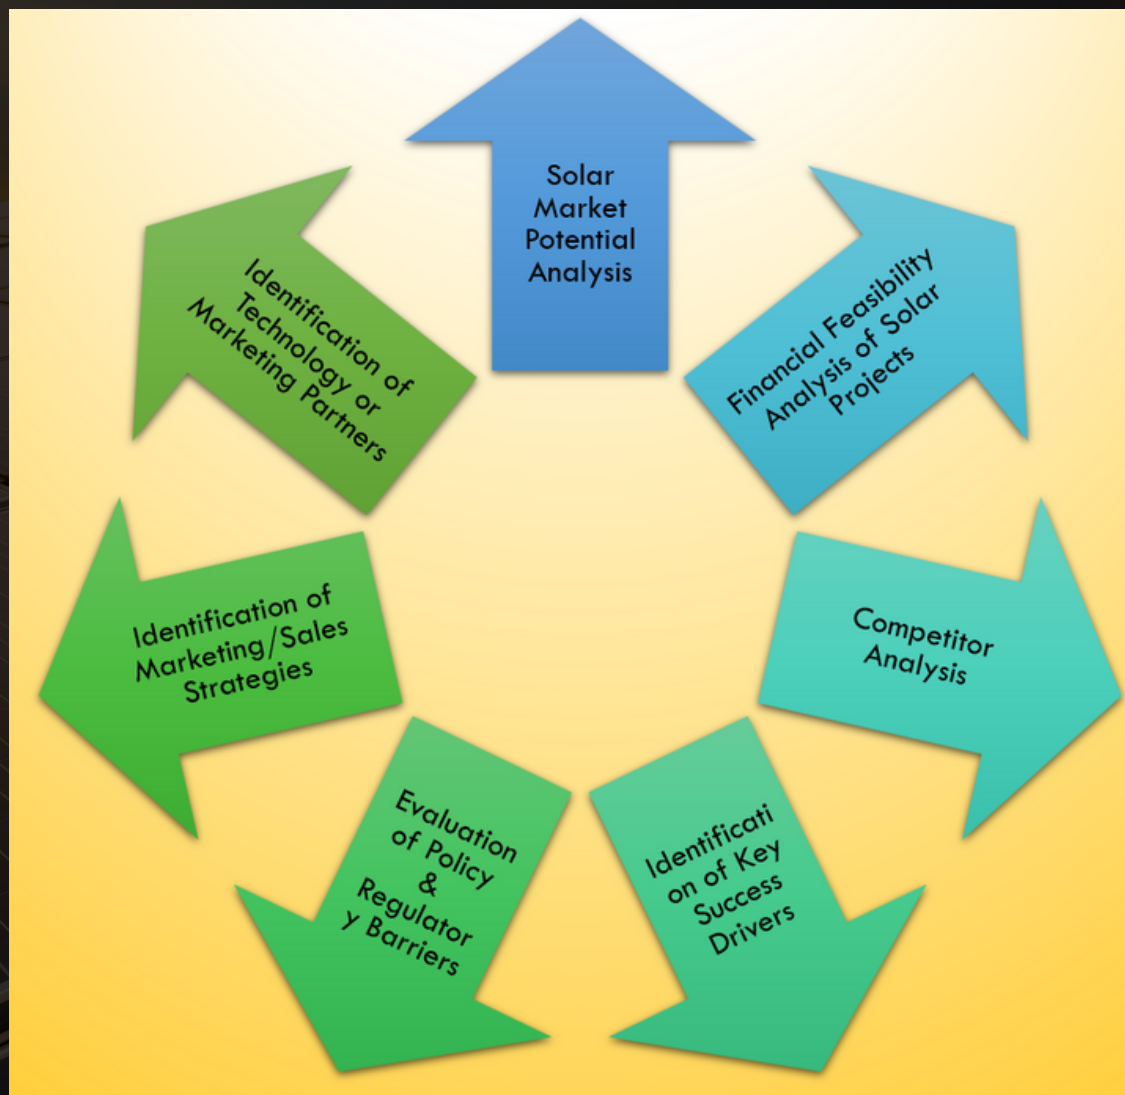 Solar
Market
Potential
Analysis
Financial Feasibility
Analysis of Solar
Projects
Competitor
Analysis
Identificati
on of Key
Success
Drivers
Evaluation
of Policy
&
Regulator
y Barriers
Identification of
Marketing/Sales
Strategies
Identification of
Technology or
Marketing Partners